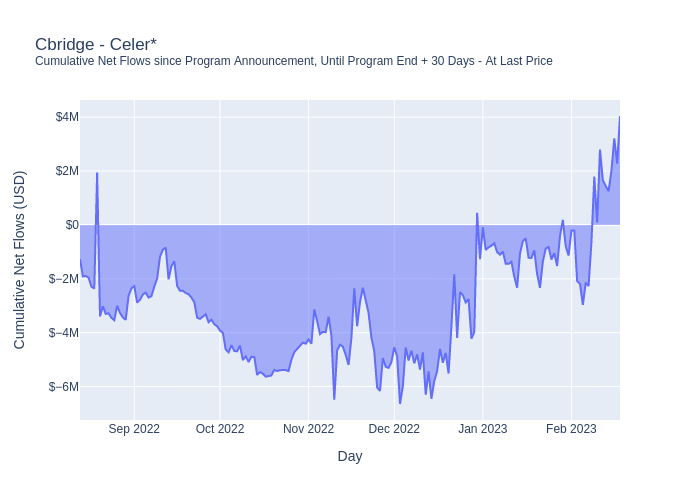 Cbridge - Celer*
Cumulative Net Flows since Program Announcement, Until Program End + 30 Days - At Last Price
Cumulative Net Flows (USD)
$4M
$2M
$0
$−2M
$−4M
$−6M
Sep 2022
Oct 2022
Nov 2022
Dec 2022
Jan 2023
Feb 2023
Day